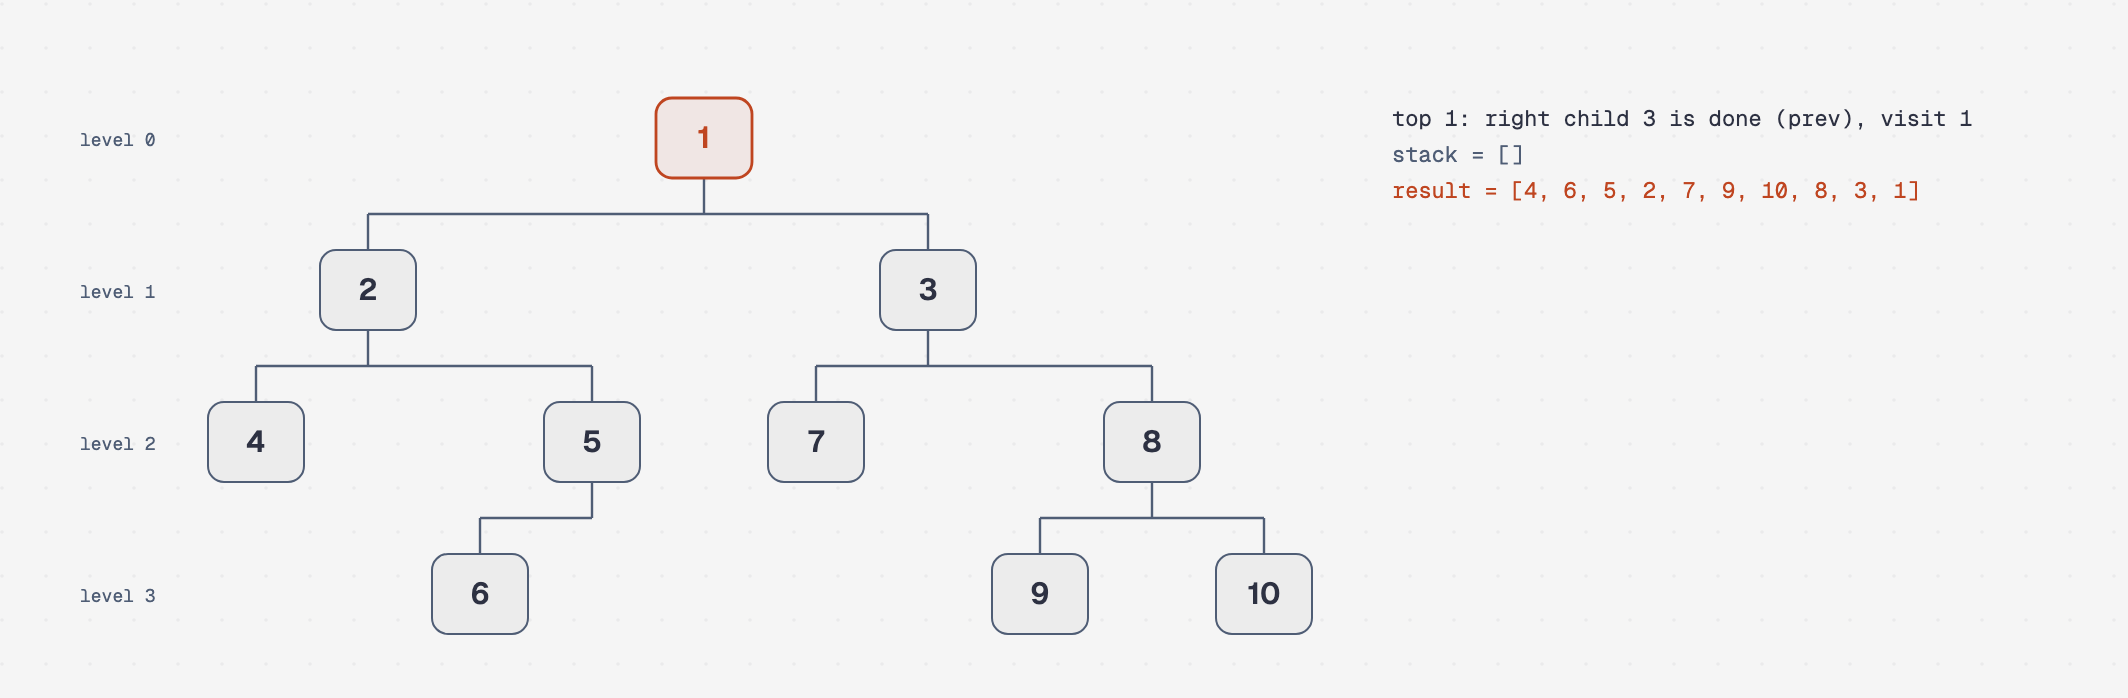 level 0
1
top 1: right child 3 is done (prev), visit 1
stack = []
result = [4, 6, 5, 2, 7, 9, 10, 8, 3, 1]
level 1
2
3
level 2
4
5
7
8
level 3
6
9
10